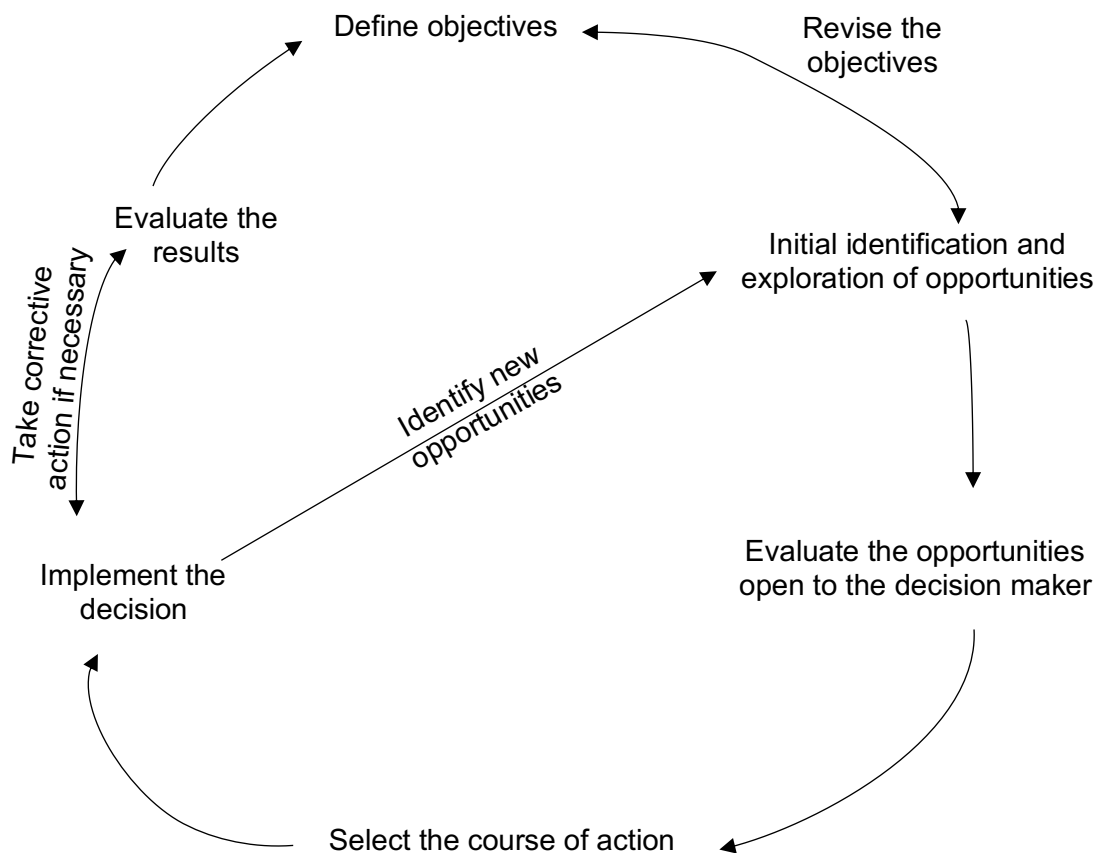 Define objectives
Revise the
objectives
Evaluate the
results
Initial identification and
exploration of opportunities
Take corrective
action if necessary
Identify new
opportunities
Implement the
decision
Evaluate the opportunities
open to the decision maker
Select the course of action